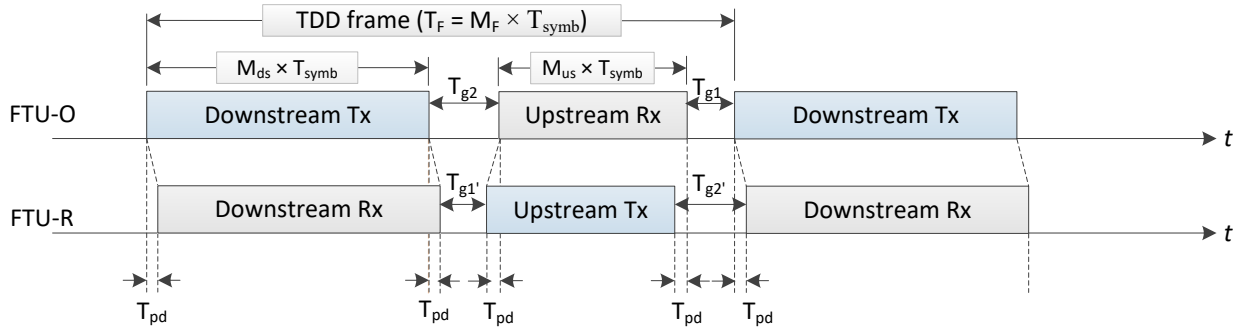 TDD frame (T_F = M_F × T_symb)
M_ds × T_symb
M_us × T_symb
T_g2
T_g1
FTU-O
Downstream Tx
Upstream Rx
Downstream Tx
t
T_g1'
T_g2'
FTU-R
Downstream Rx
Upstream Tx
Downstream Rx
t
T_pd
T_pd
T_pd
T_pd
T_pd